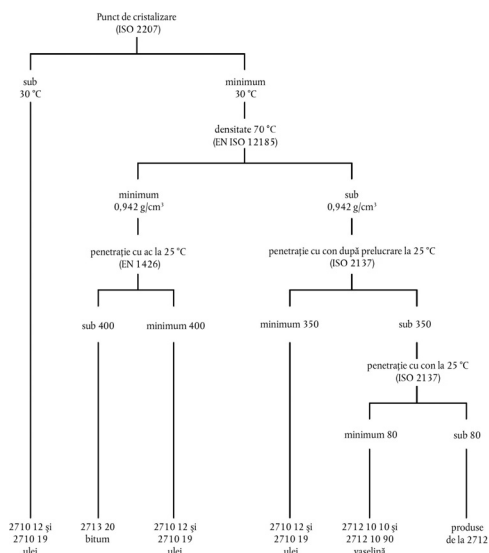 Punct de cristalizare
(ISO 2207)
sub
30 °C
minimum
30 °C
densitate 70 °C
(EN ISO 12185)
minimum
0,942 g/cm³
sub
0,942 g/cm³
penetrație cu ac la 25 °C
(EN 1426)
penetrație cu con după prelucrare la 25 °C
(ISO 2137)
sub 400
minimum 400
minimum 350
sub 350
penetrație cu con la 25 °C
(ISO 2137)
minimum 80
sub 80
2710 12 și
2710 19
ulei
2713 20
bitum
2710 12 și
2710 19
ulei
2710 12 și
2710 19
ulei
2712 10 10 și
2712 10 90
vaselină
produse
de la 2712